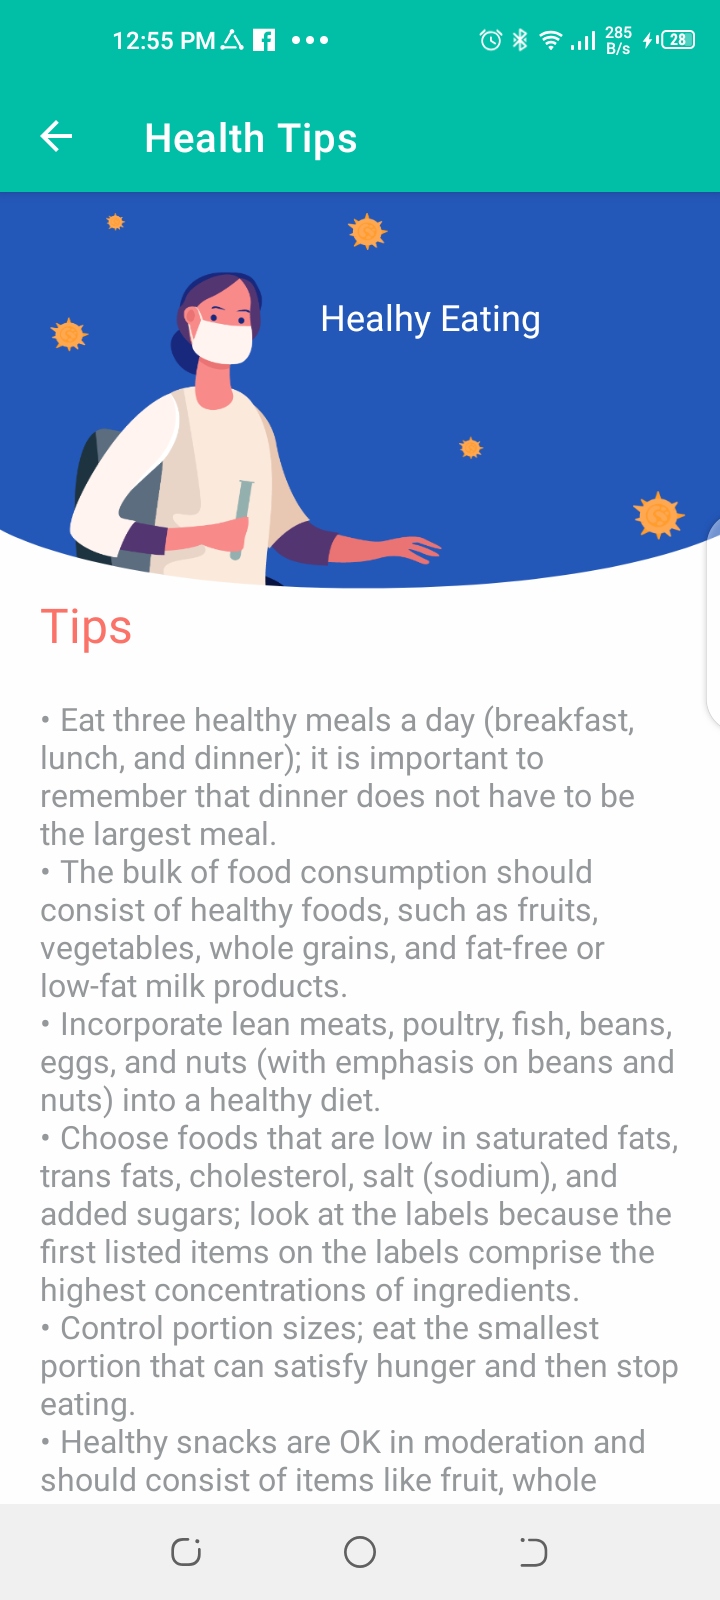 12:55 PM
285
B/s
28
Health Tips
Healhy Eating
Tips
• Eat three healthy meals a day (breakfast,
lunch, and dinner); it is important to
remember that dinner does not have to be
the largest meal.
• The bulk of food consumption should
consist of healthy foods, such as fruits,
vegetables, whole grains, and fat-free or
low-fat milk products.
• Incorporate lean meats, poultry, fish, beans,
eggs, and nuts (with emphasis on beans and
nuts) into a healthy diet.
• Choose foods that are low in saturated fats,
trans fats, cholesterol, salt (sodium), and
added sugars; look at the labels because the
first listed items on the labels comprise the
highest concentrations of ingredients.
• Control portion sizes; eat the smallest
portion that can satisfy hunger and then stop
eating.
• Healthy snacks are OK in moderation and
should consist of items like fruit, whole